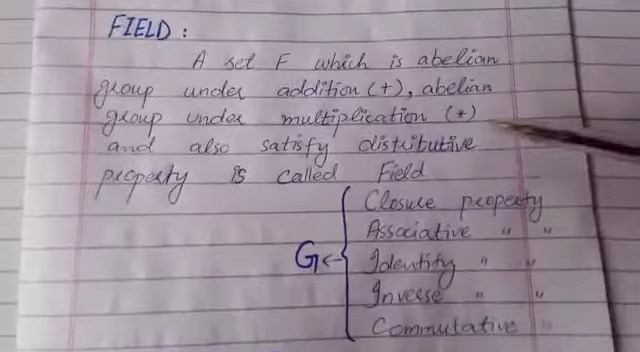 FIELD :
A set F which is abelian
group under addition (+), abelian
group under multiplication (*)
and also satisfy distributive
property is called Field
Closure property
Associative " "
G ← { Identity " "
Inverse " "
Commutative "